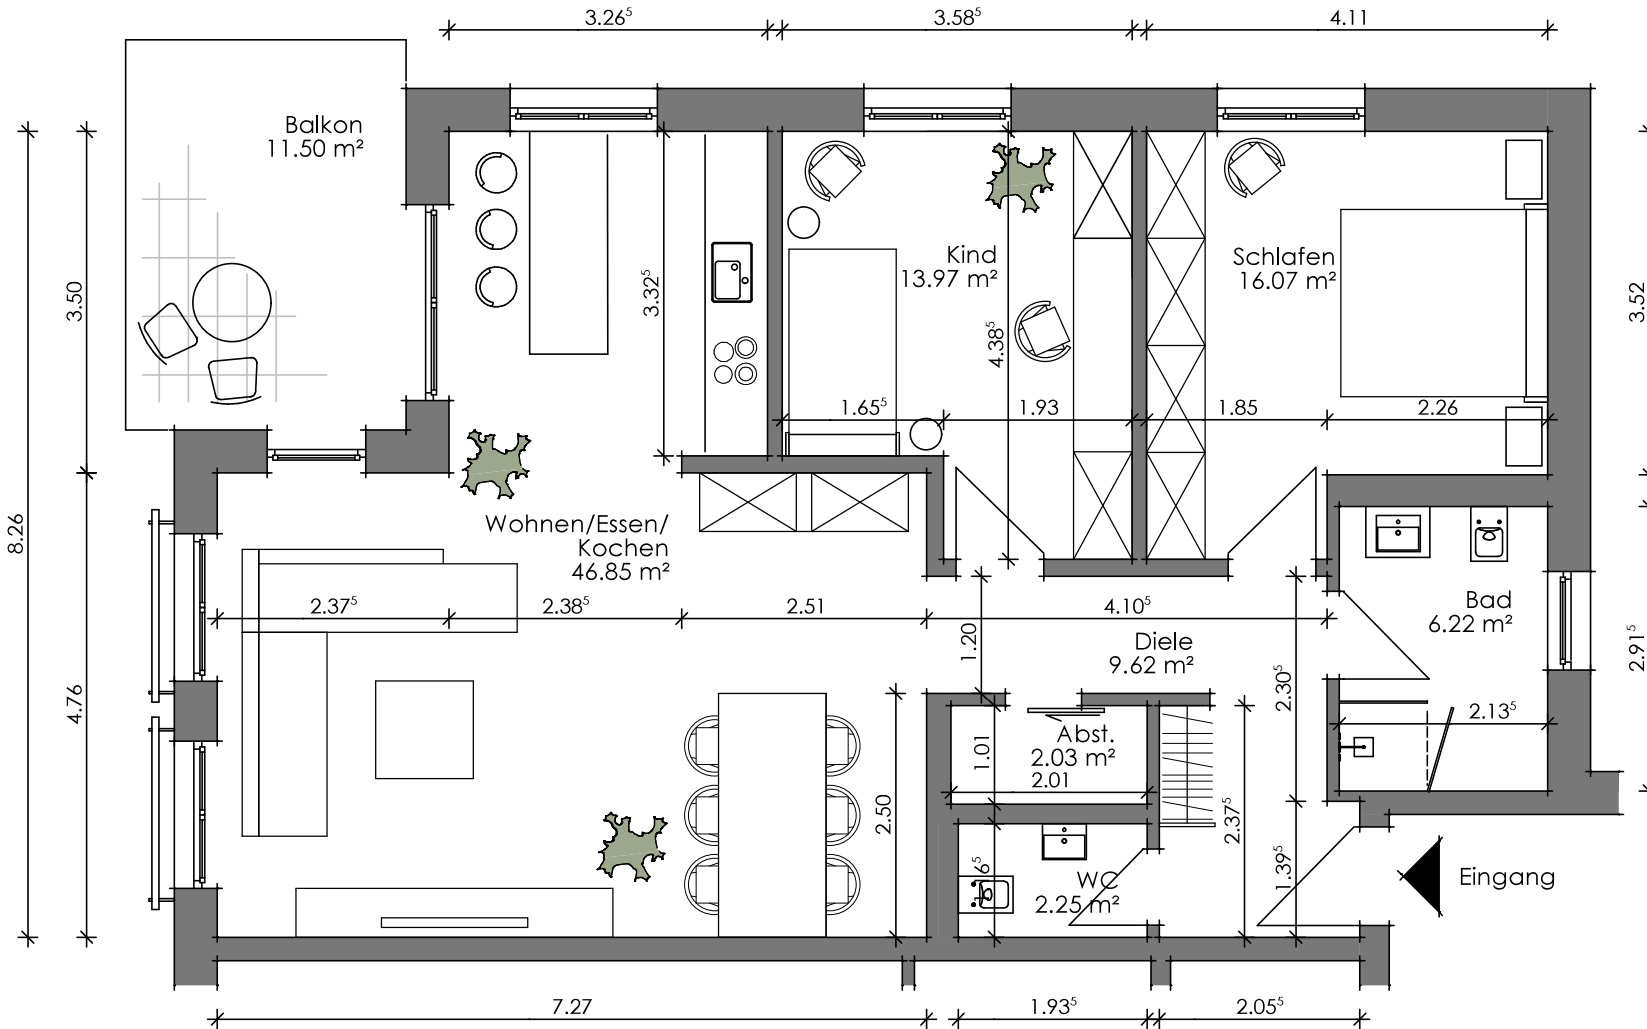 3.26⁵
3.58⁵
4.11
Balkon
11.50 m²
8.26
3.50
4.76
3.32⁵
Kind
13.97 m²
4.38⁵
1.65⁵
1.93
Schlafen
16.07 m²
1.85
2.26
3.52
Wohnen/Essen/
Kochen
46.85 m²
2.37⁵
2.38⁵
2.51
4.10⁵
1.20
Diele
9.62 m²
2.30⁵
Bad
6.22 m²
2.91⁵
2.13⁵
Abst.
2.03 m²
2.01
1.01
2.50
2.37⁵
1.39⁵
WC
2.25 m²
Eingang
7.27
1.93⁵
2.05⁵